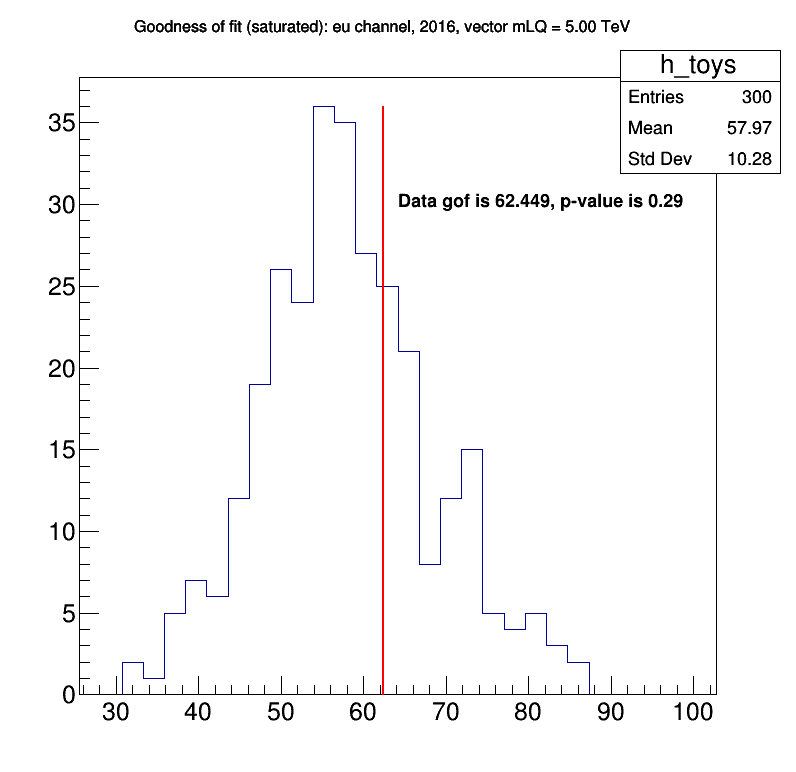 Goodness of fit (saturated): eu channel, 2016, vector mLQ = 5.00 TeV
h_toys
Entries 300
Mean 57.97
Std Dev 10.28
Data gof is 62.449, p-value is 0.29
35
30
25
20
15
10
5
0
30 40 50 60 70 80 90 100